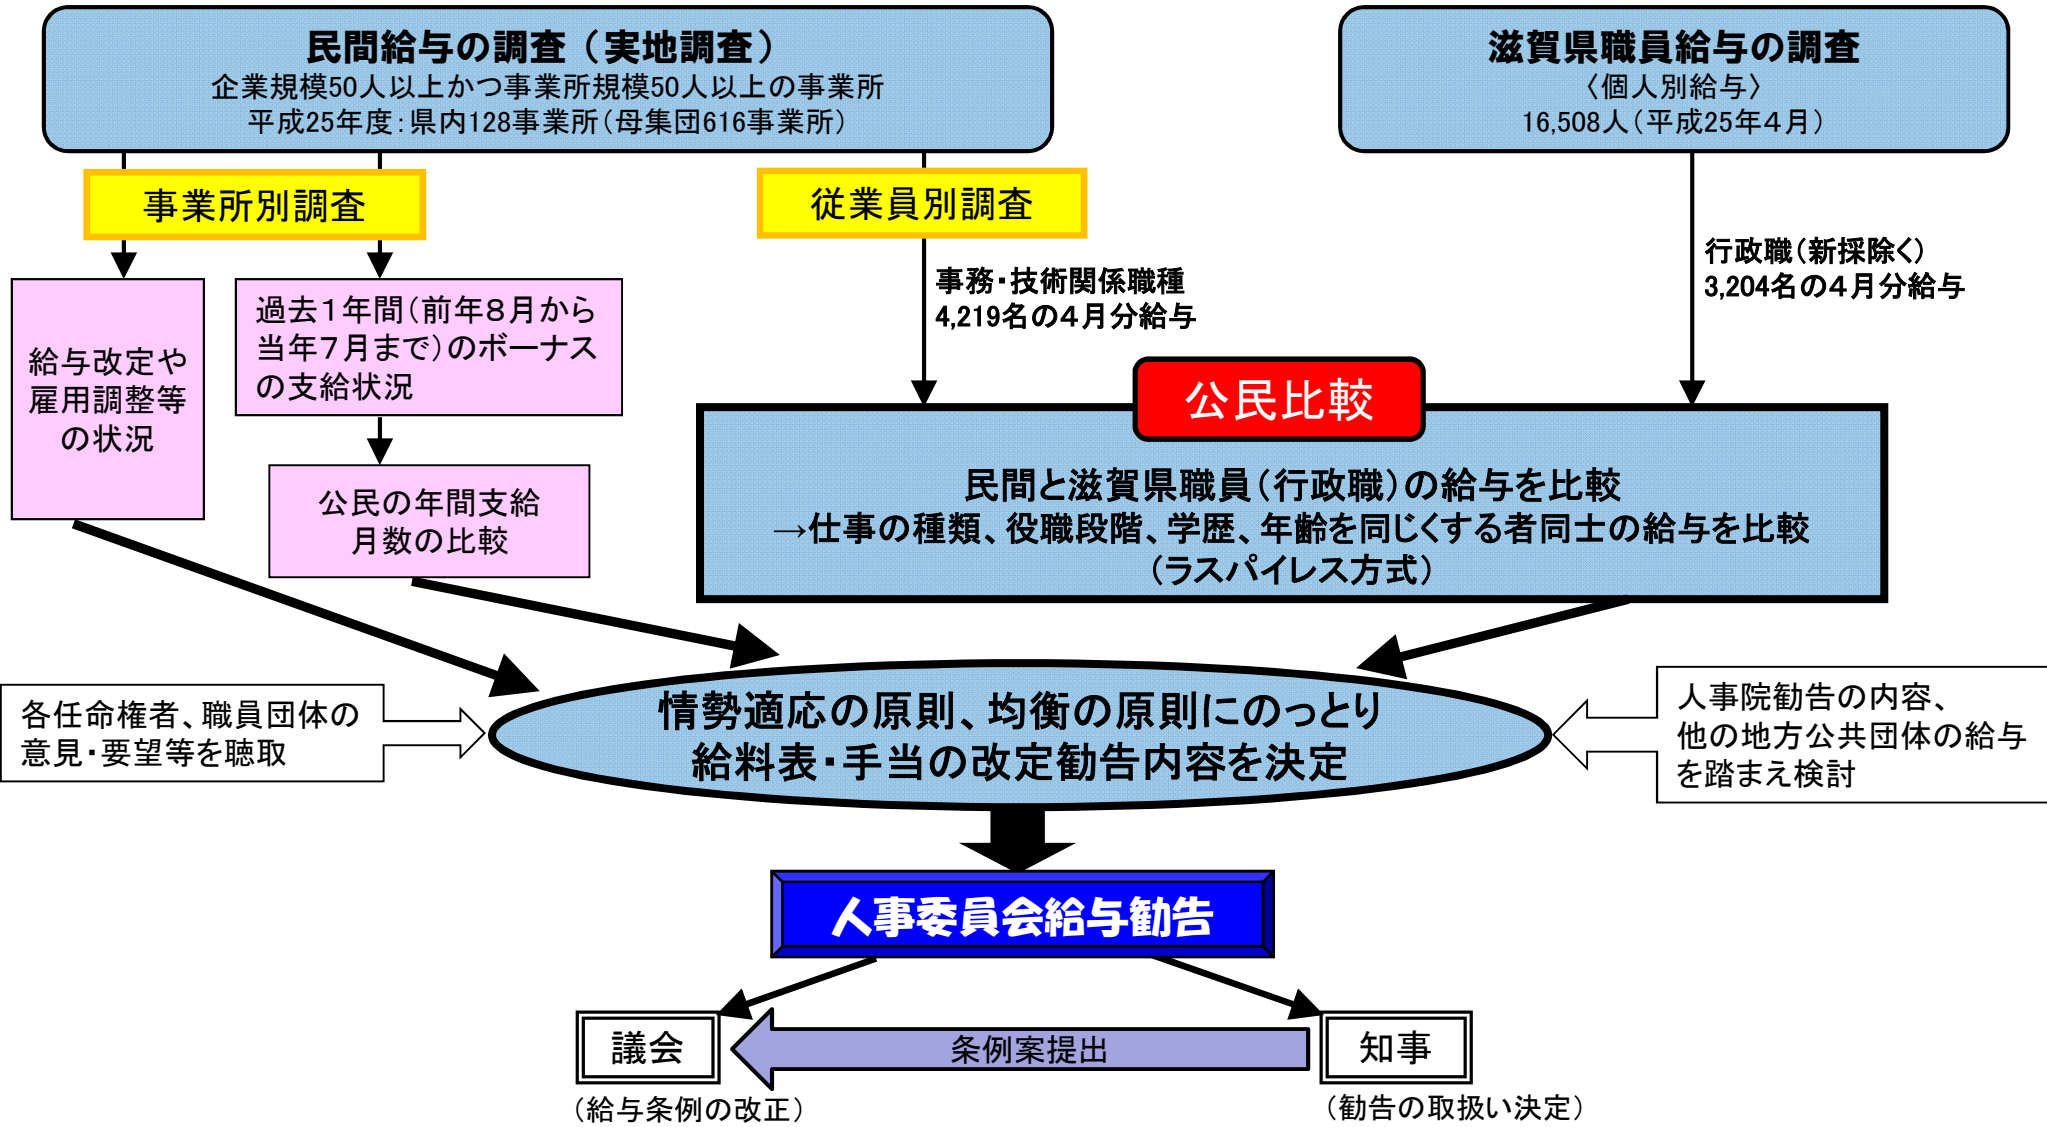 民間給与の調査（実地調査）
企業規模50人以上かつ事業所規模50人以上の事業所
平成25年度：県内128事業所（母集団616事業所）
滋賀県職員給与の調査
〈個人別給与〉
16,508人（平成25年４月）
事業所別調査
従業員別調査
事務・技術関係職種
4,219名の４月分給与
行政職（新採除く）
3,204名の４月分給与
給与改定や
雇用調整等
の状況
過去１年間（前年８月から
当年７月まで）のボーナス
の支給状況
公民の年間支給
月数の比較
公民比較
民間と滋賀県職員（行政職）の給与を比較
→仕事の種類、役職段階、学歴、年齢を同じくする者同士の給与を比較
（ラスパイレス方式）
各任命権者、職員団体の
意見・要望等を聴取
情勢適応の原則、均衡の原則にのっとり
給料表・手当の改定勧告内容を決定
人事院勧告の内容、
他の地方公共団体の給与
を踏まえ検討
人事委員会給与勧告
議会
条例案提出
知事
（給与条例の改正）
（勧告の取扱い決定）